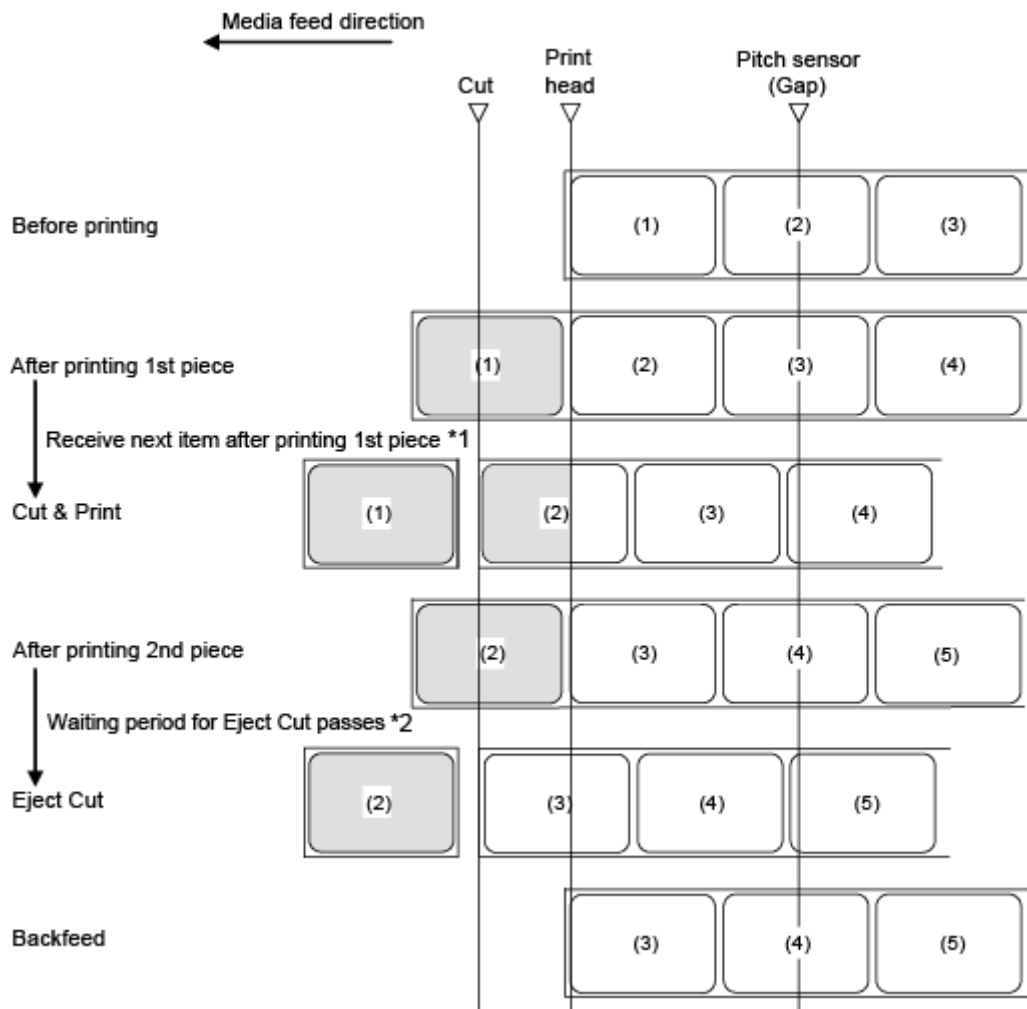 Media feed direction
Cut
Print
head
Pitch sensor
(Gap)
Before printing
(1)
(2)
(3)
After printing 1st piece
(1)
(2)
(3)
(4)
Receive next item after printing 1st piece *1
Cut & Print
(1)
(2)
(3)
(4)
After printing 2nd piece
(2)
(3)
(4)
(5)
Waiting period for Eject Cut passes *2
Eject Cut
(2)
(3)
(4)
(5)
Backfeed
(3)
(4)
(5)